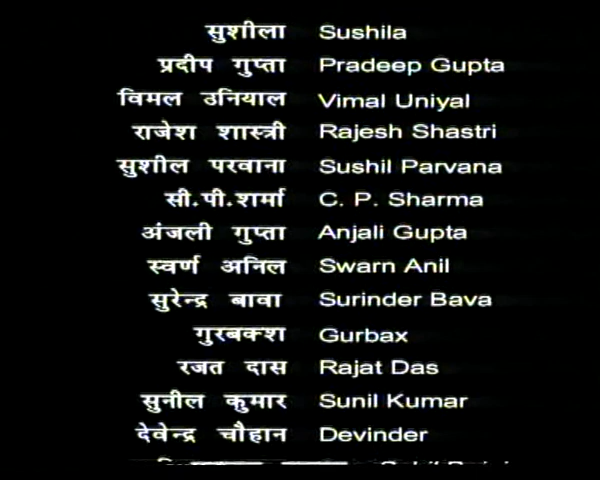 सुशीला Sushila
प्रदीप गुप्ता Pradeep Gupta
विमल उनियाल Vimal Uniyal
राजेश शास्त्री Rajesh Shastri
सुशील परवाना Sushil Parvana
सी.पी.शर्मा C. P. Sharma
अंजली गुप्ता Anjali Gupta
स्वर्ण अनिल Swarn Anil
सुरेन्द्र बावा Surinder Bava
गुरबक्श Gurbax
रजत दास Rajat Das
सुनील कुमार Sunil Kumar
देवेन्द्र चौहान Devinder